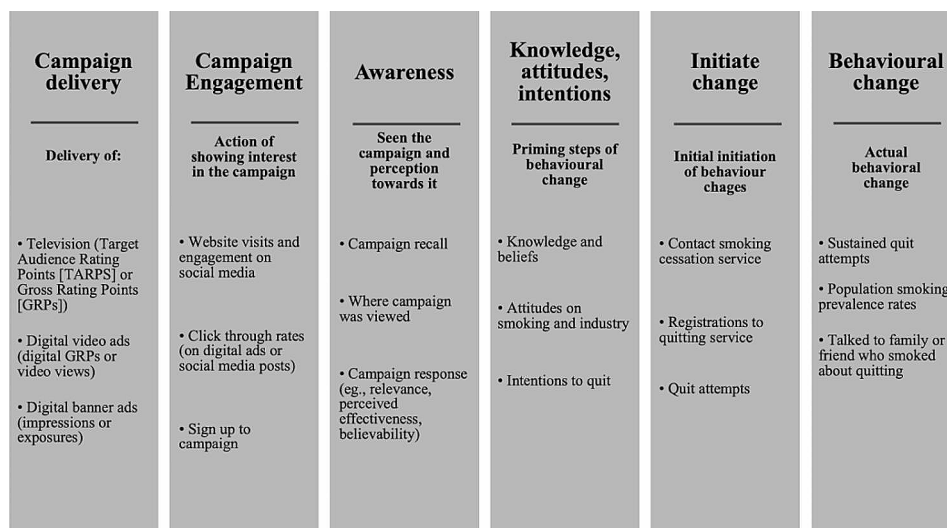 Campaign
delivery
Delivery of:
• Television (Target
Audience Rating
Points [TARPS] or
Gross Rating Points
[GRPs])
• Digital video ads
(digital GRPs or
video views)
• Digital banner ads
(impressions or
exposures)
Campaign
Engagement
Action of
showing interest
in the campaign
• Website visits and
engagement on
social media
• Click through rates
(on digital ads or
social media posts)
• Sign up to
campaign
Awareness
Seen the
campaign and
perception
towards it
• Campaign recall
• Where campaign
was viewed
• Campaign response
(eg., relevance,
perceived
effectiveness,
believability)
Knowledge,
attitudes,
intentions
Priming steps of
behavioural
change
• Knowledge and
beliefs
• Attitudes on
smoking and industry
• Intentions to quit
Initiate
change
Initial initiation
of behaviour
chages
• Contact smoking
cessation service
• Registrations to
quitting service
• Quit attempts
Behavioural
change
Actual
behavioral
change
• Sustained quit
attempts
• Population smoking
prevalence rates
• Talked to family or
friend who smoked
about quitting